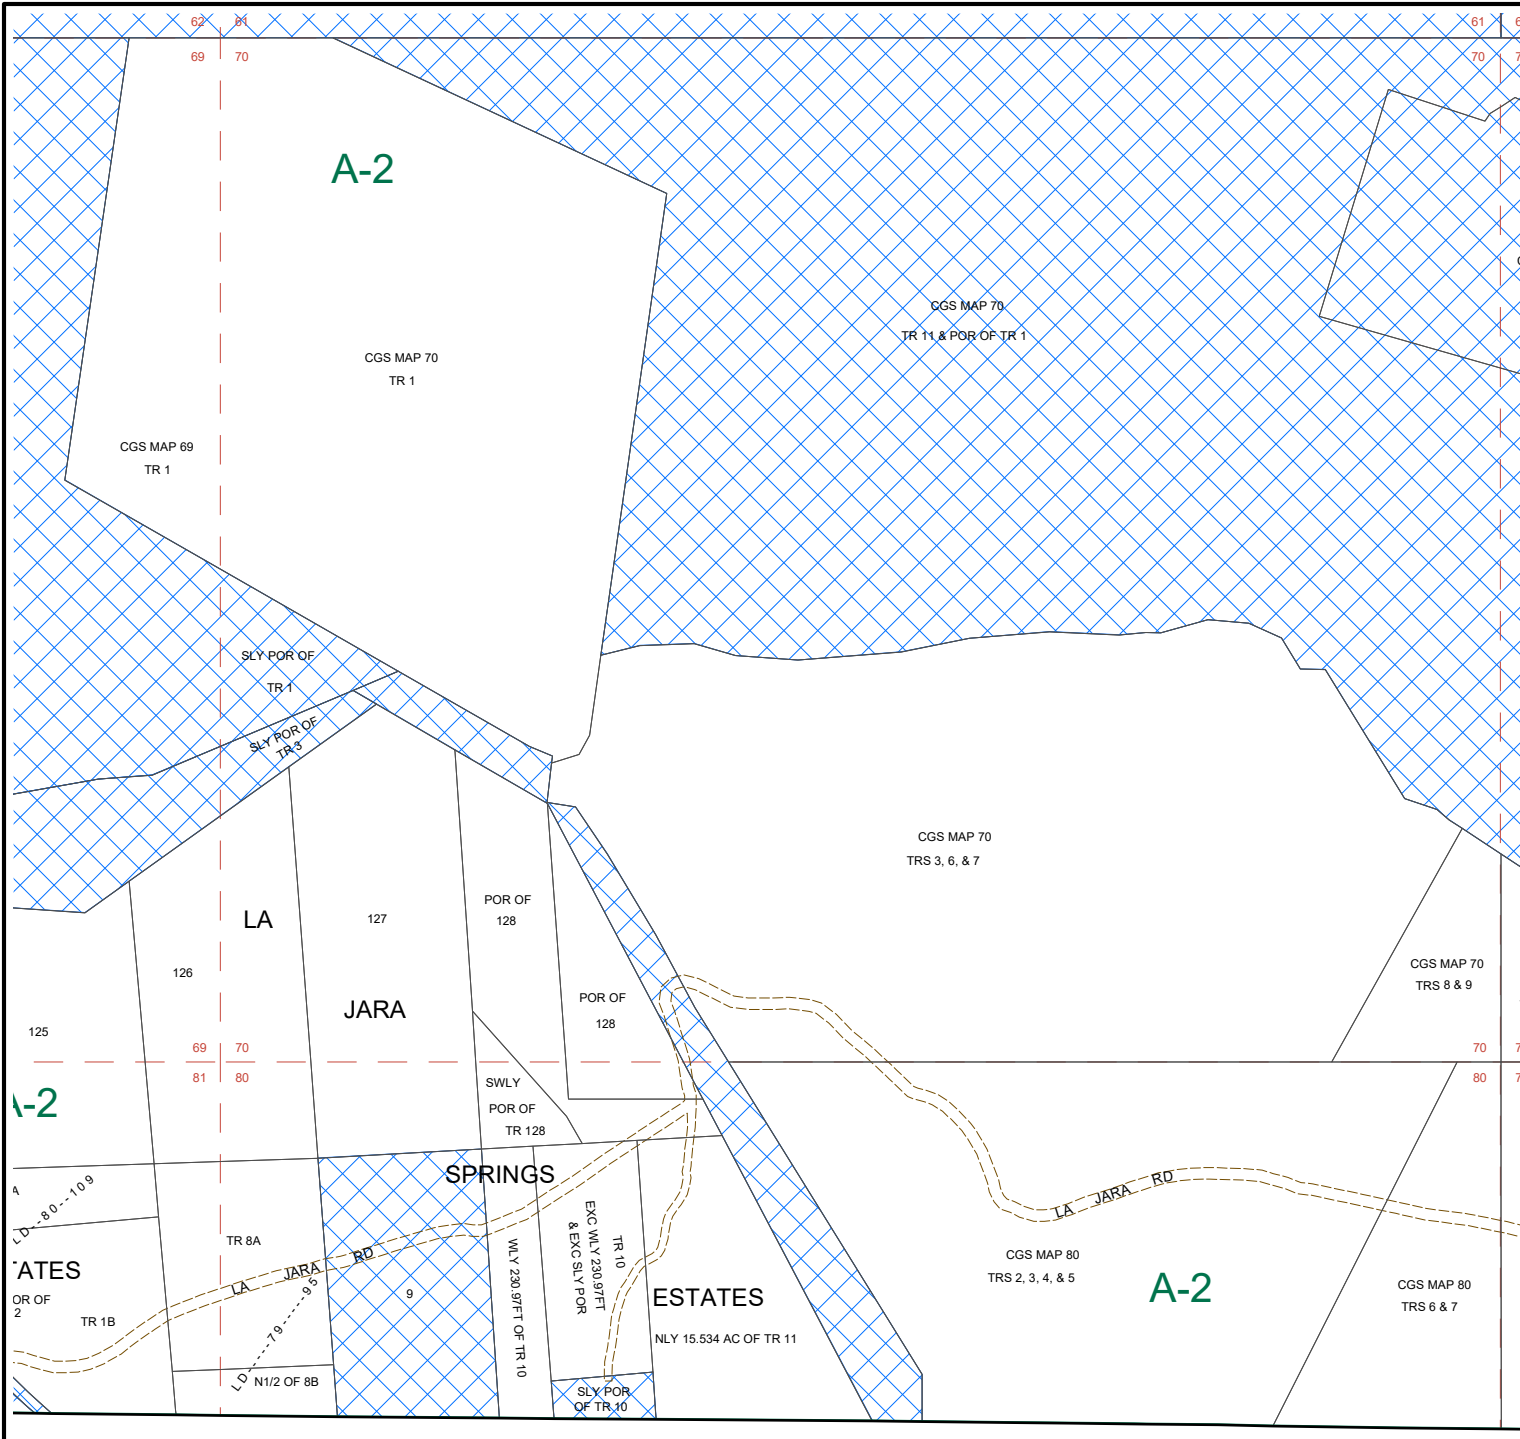 62 61
61
69 70
70
A-2
CGS MAP 70
TR 11 & POR OF TR 1
CGS MAP 70
TR 1
CGS MAP 69
TR 1
SLY POR OF
TR 1
SLY POR OF
TR 3
CGS MAP 70
TRS 3, 6, & 7
POR OF
128
LA
127
126
CGS MAP 70
TRS 8 & 9
POR OF
128
JARA
125
69 70
70
81 80
80
SWLY
POR OF
TR 128
A-2
SPRINGS
LD--80--109
LA JARA RD
TR 8A
CGS MAP 80
TRS 2, 3, 4, & 5
A-2
CGS MAP 80
TRS 6 & 7
TATES
OR OF
2
TR 1B
LA JARA RD
9
LD------79------95
WLY 230.97FT OF TR 10
TR 10
EXC WLY 230.97FT
& EXC SLY POR
ESTATES
NLY 15.534 AC OF TR 11
N1/2 OF 8B
SLY POR
OF TR 10